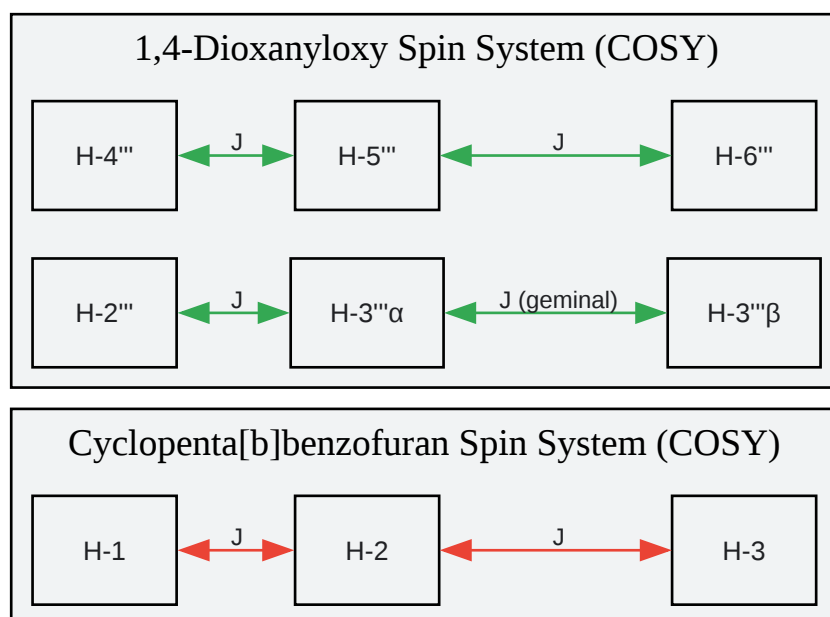 1,4-Dioxanyloxy Spin System (COSY)
H-4''' J H-5''' J H-6'''
H-2''' J H-3'''α J (geminal) H-3'''β
Cyclopenta[b]benzofuran Spin System (COSY)
H-1 J H-2 J H-3